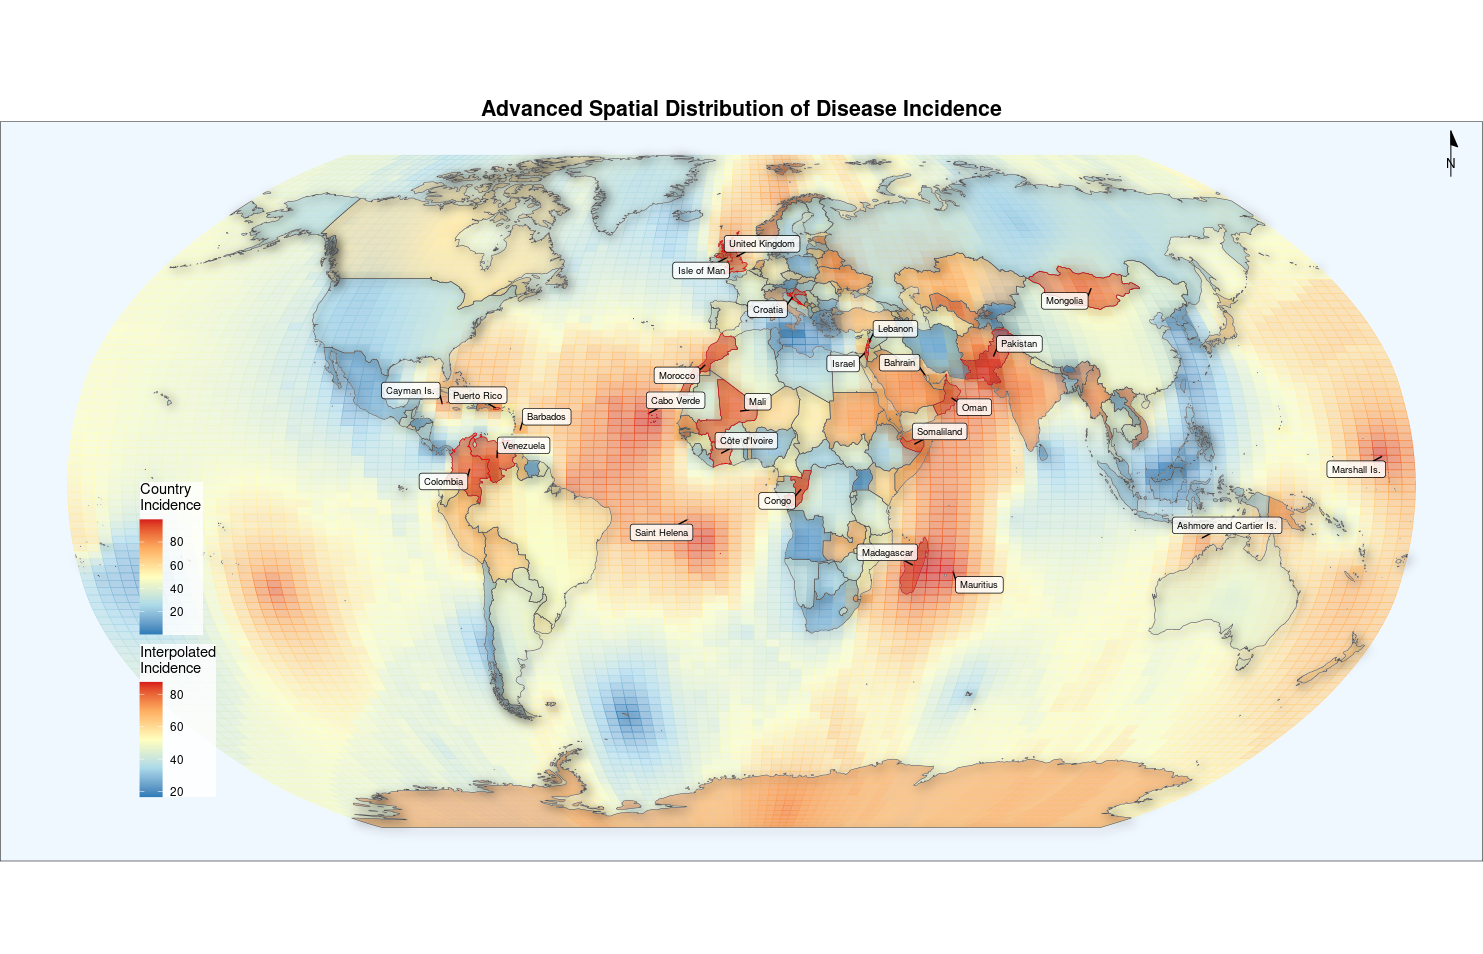 Advanced Spatial Distribution of Disease Incidence
N
United Kingdom
Isle of Man
Croatia
Mongolia
Lebanon
Pakistan
Israel
Bahrain
Morocco
Cayman Is.
Puerto Rico
Cabo Verde
Mali
Oman
Barbados
Somaliland
Côte d'Ivoire
Venezuela
Marshall Is.
Colombia
Congo
Ashmore and Cartier Is.
Saint Helena
Madagascar
Mauritius
Country
Incidence
80
60
40
20
Interpolated
Incidence
80
60
40
20